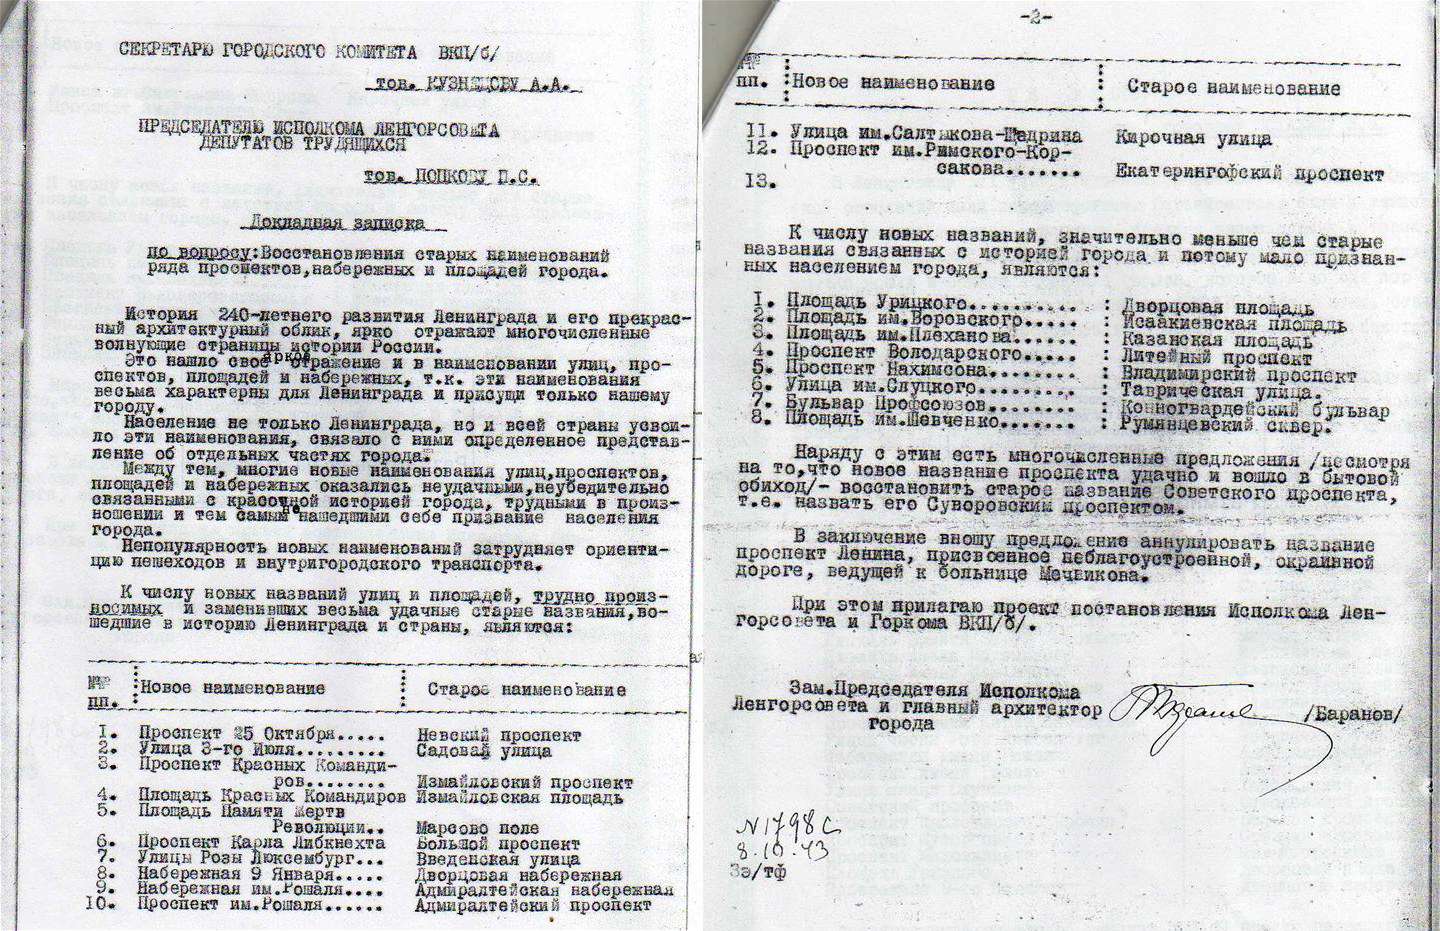 СЕКРЕТАРЮ ГОРОДСКОГО КОМИТЕТА ВКП/б/
тов. КУЗНЕЦОВУ А.А.
ПРЕДСЕДАТЕЛЮ ИСПОЛКОМА ЛЕНГОРСОВЕТА
ДЕПУТАТОВ ТРУДЯЩИХСЯ
тов. ПОПКОВУ П.С.
Докладная записка
по вопросу:Восстановления старых наименований
ряда проспектов,набережных и площадей города.
История 240-летнего развития Ленинграда и его прекрас-
ный архитектурный облик, ярко отражают многочисленные
волнующие страницы истории России.
Это нашло свое яркое отражение и в наименовании улиц, про-
спектов, площадей и набережных, т.к. эти наименования
весьма характерны для Ленинграда и присущи только нашему
городу.
Население не только Ленинграда, но и всей страны усвои-
ло эти наименования, связало с ними определенное представ-
ление об отдельных частях города.
Между тем, многие новые наименования улиц,проспектов,
площадей и набережных оказались неудачными,неубедительно
связанными с красочной историей города, трудными в произ-
ношении и тем самым не нашедшими себе призвание населения
города.
Непопулярность новых наименований затрудняет ориенти-
цию пешеходов и внутригородского транспорта.
К числу новых названий улиц и площадей, трудно произ-
носимых и заменивших весьма удачные старые названия,во-
шедшие в историю Ленинграда и страны, являются:
№№ пп. Новое наименование Старое наименование
1. Проспект 25 Октября..... Невский проспект
2. Улица 3-го Июля......... Садовая улица
3. Проспект Красных Команди-
ров........ Измайловский проспект
4. Площадь Красных Командиров Измайловская площадь
5. Площадь Памяти Жертв
Революции.. Марсово поле
6. Проспект Карла Либкнехта Большой проспект
7. Улицы Розы Люксембург... Введенская улица
8. Набережная 9 Января..... Дворцовая набережная
9. Набережная им.Рошаля.... Адмиралтейская набережная
10. Проспект им.Рошаля...... Адмиралтейский проспект
-2-
№№ пп. Новое наименование Старое наименование
11. Улица им.Салтыкова-Щедрина Кирочная улица
12. Проспект им.Римского-Кор-
сакова....... Екатерингофский проспект
13.
К числу новых названий, значительно меньше чем старые
названия связанных с историей города и потому мало признан-
ных населением города, являются:
1. Площадь Урицкого......... : Дворцовая площадь
2. Площадь им.Воровского..... : Исаакиевская площадь
3. Площадь им.Плеханова...... : Казанская площадь
4. Проспект Володарского..... : Литейный проспект
5. Проспект Нахимсона........ : Владимирский проспект
6. Улица им.Слуцкого......... : Таврическая улица.
7. Бульвар Профсоюзов........ : Конногвардейский бульвар
8. Площадь им.Шевченко....... : Румянцевский сквер.
Наряду с этим есть многочисленные предложения /несмотря
на то,что новое название проспекта удачно и вошло в бытовой
обиход/- восстановить старое название Советского проспекта,
т.е. назвать его Суворовским проспектом.
В заключение вношу предложение аннулировать название
проспект Ленина, присвоенное неблагоустроенной, окраинной
дороге, ведущей к больнице Мечникова.
При этом прилагаю проект постановления Исполкома Лен-
горсовета и Горкома ВКП/б/.
Зам.Председателя Исполкома
Ленгорсовета и главный архитектор /Баранов/
города
N 1798с
8.10.43
Зэ/тф